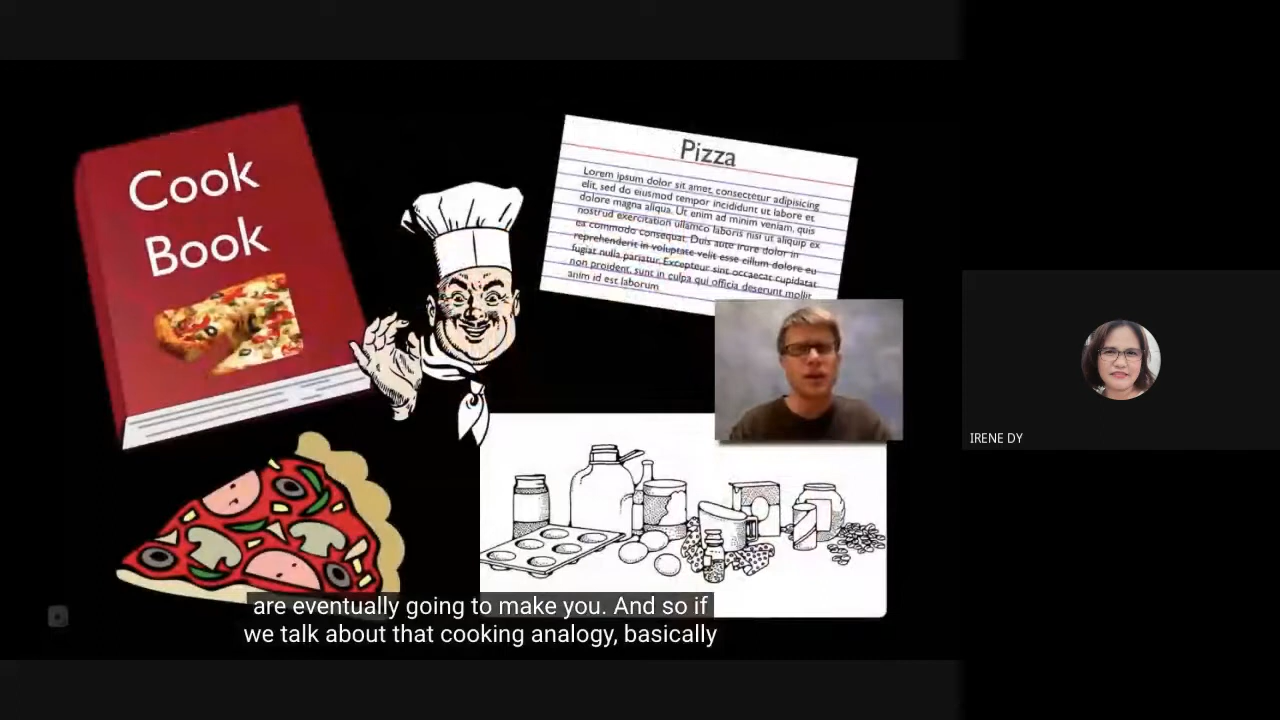 Cook
Book
Pizza
Lorem ipsum dolor sit amet, consectetur adipisicing
elit, sed do eiusmod tempor incididunt ut labore et
dolore magna aliqua. Ut enim ad minim veniam, quis
nostrud exercitation ullamco laboris nisi ut aliquip ex
ea commodo consequat. Duis aute irure dolor in
reprehenderit in voluptate velit esse cillum dolore eu
fugiat nulla pariatur. Excepteur sint occaecat cupidatat
non proident, sunt in culpa qui officia deserunt mollit
anim id est laborum
are eventually going to make you. And so if
we talk about that cooking analogy, basically
IRENE DY